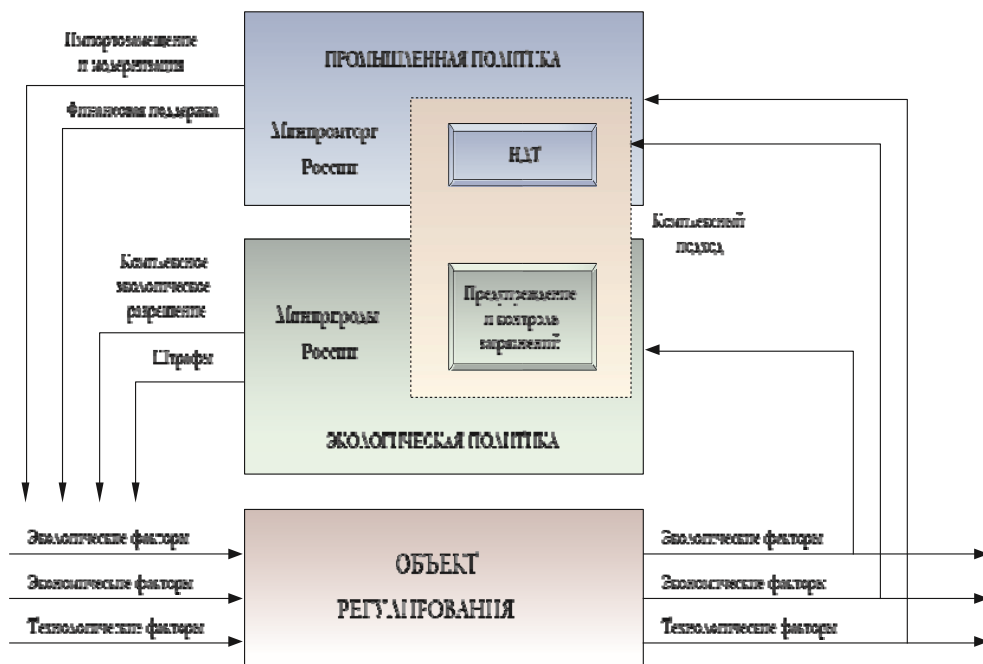 Импортозамещение
и модернизация
Финансовая поддержка
ПРОМЫШЛЕННАЯ ПОЛИТИКА
Минпромторг
России
НДТ
Комплексный
подход
Комплексное
экологическое
разрешение
Штрафы
Минприроды
России
Предупреждение
и контроль
загрязнений
ЭКОЛОГИЧЕСКАЯ ПОЛИТИКА
Экологические факторы
Экономические факторы
Технологические факторы
ОБЪЕКТ
РЕГУЛИРОВАНИЯ
Экологические факторы
Экономические факторы
Технологические факторы